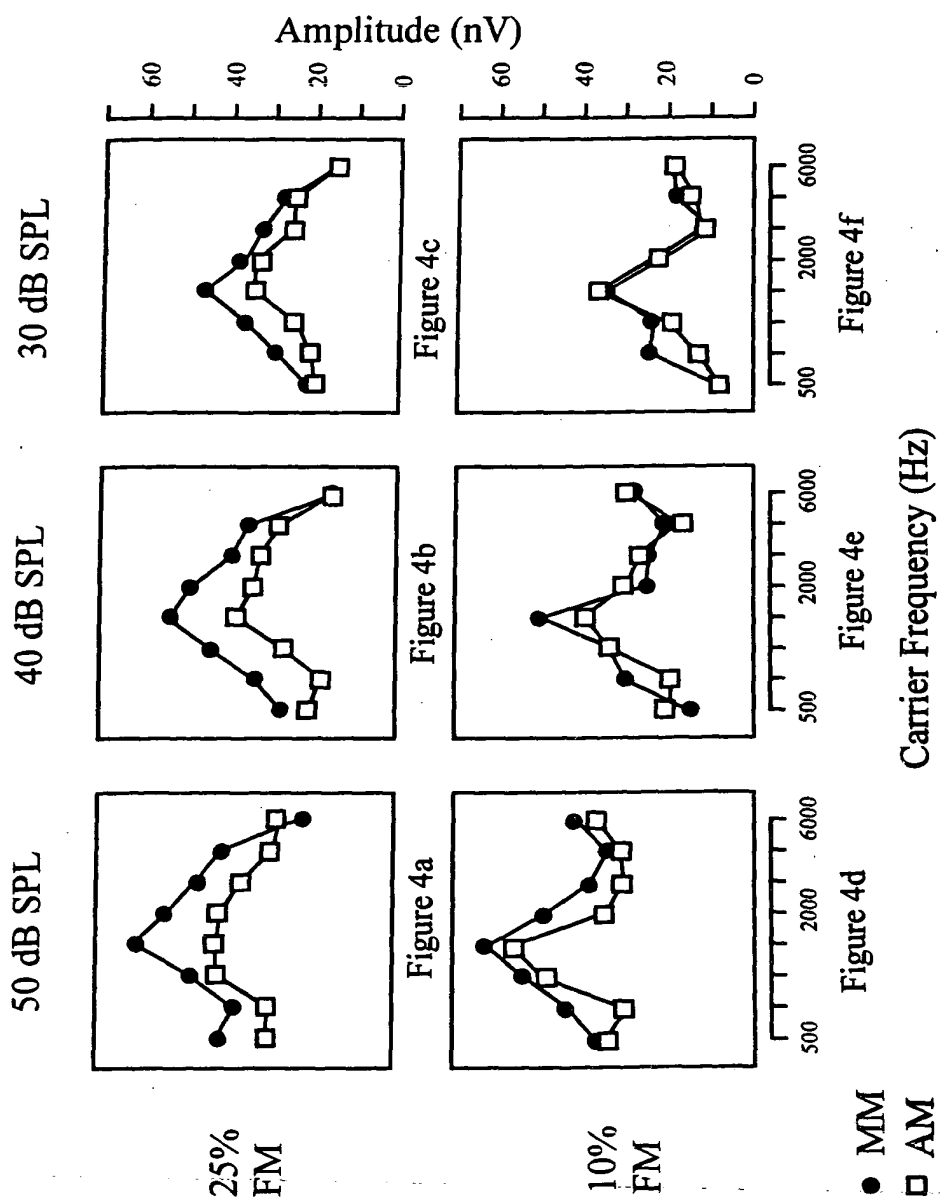 50 dB SPL
40 dB SPL
30 dB SPL
25%
FM
Figure 4a
Figure 4b
Figure 4c
60
40
20
0
Amplitude (nV)
10%
FM
Figure 4d
Figure 4e
Figure 4f
60
40
20
0
500
2000
6000
500
2000
6000
500
2000
6000
Carrier Frequency (Hz)
MM
AM